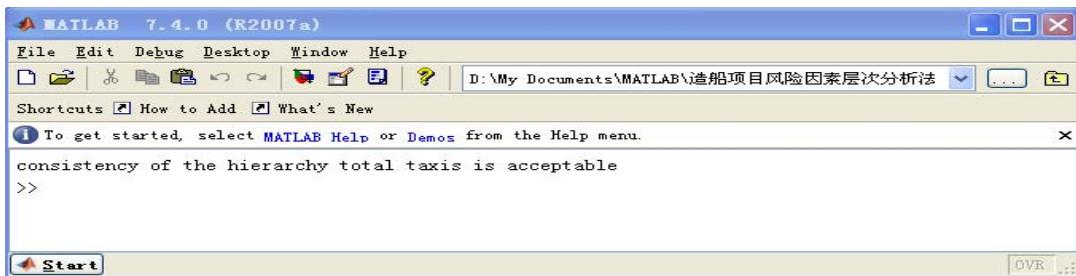 MATLAB 7.4.0 (R2007a)
File Edit Debug Desktop Window Help
D:\My Documents\MATLAB\造船项目风险因素层次分析法 ...
Shortcuts How to Add What's New
To get started, select MATLAB Help or Demos from the Help menu.
consistency of the hierarchy total taxis is acceptable
>>
Start OVR